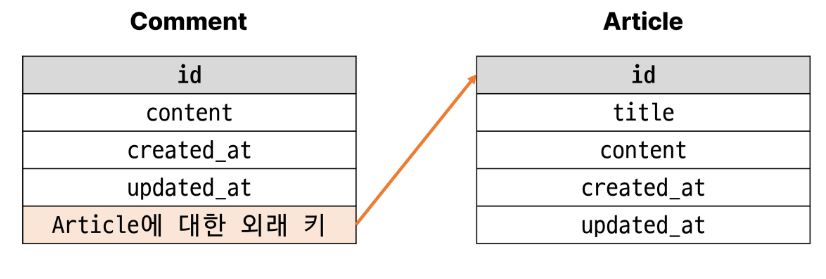 Comment
id
content
created_at
updated_at
Article에 대한 외래 키
Article
id
title
content
created_at
updated_at